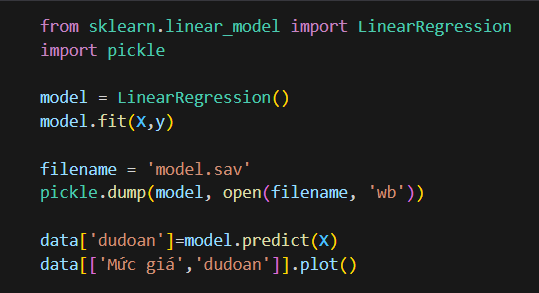 from sklearn.linear_model import LinearRegression
import pickle
model = LinearRegression()
model.fit(X,y)
filename = 'model.sav'
pickle.dump(model, open(filename, 'wb'))
data['dudoan']=model.predict(X)
data[['Mức giá','dudoan']].plot()